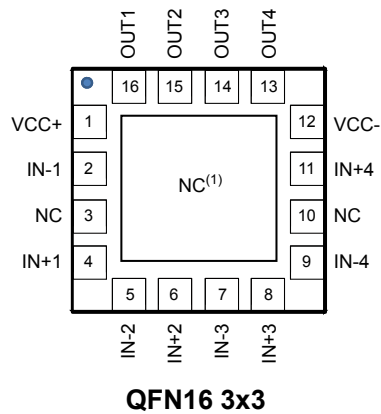 OUT1 OUT2 OUT3 OUT4
16 15 14 13
VCC+ 1 12 VCC-
IN-1 2 11 IN+4
NC(1)
NC 3 10 NC
IN+1 4 9 IN-4
5 6 7 8
IN-2 IN+2 IN-3 IN+3
QFN16 3x3